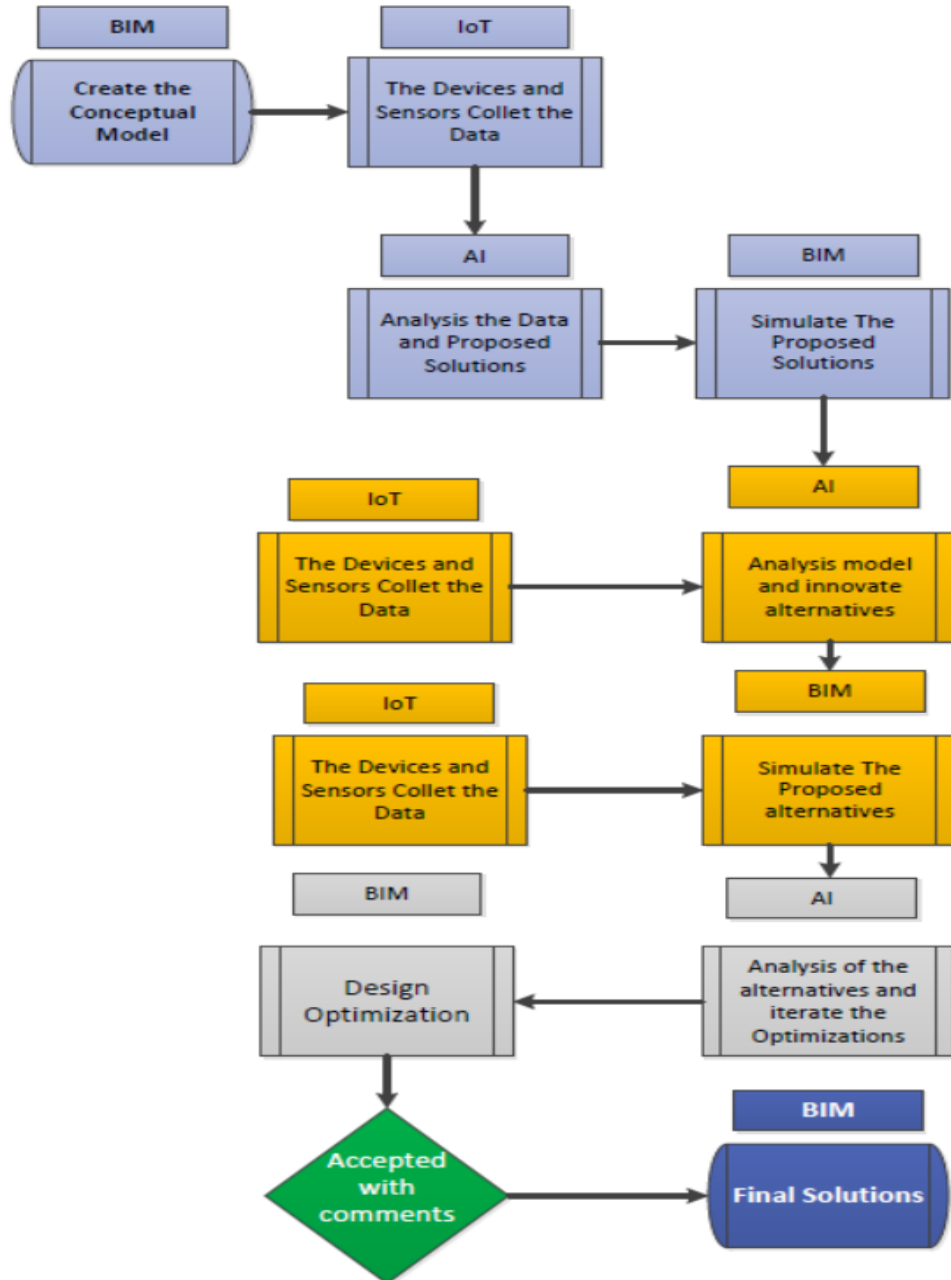 BIM
Create the
Conceptual
Model
IoT
The Devices and
Sensors Collet the
Data
AI
Analysis the Data
and Proposed
Solutions
BIM
Simulate The
Proposed
Solutions
IoT
The Devices and
Sensors Collet the
Data
AI
Analysis model
and innovate
alternatives
IoT
The Devices and
Sensors Collet the
Data
BIM
Simulate The
Proposed
alternatives
BIM
Design
Optimization
AI
Analysis of the
alternatives and
iterate the
Optimizations
Accepted
with
comments
BIM
Final Solutions